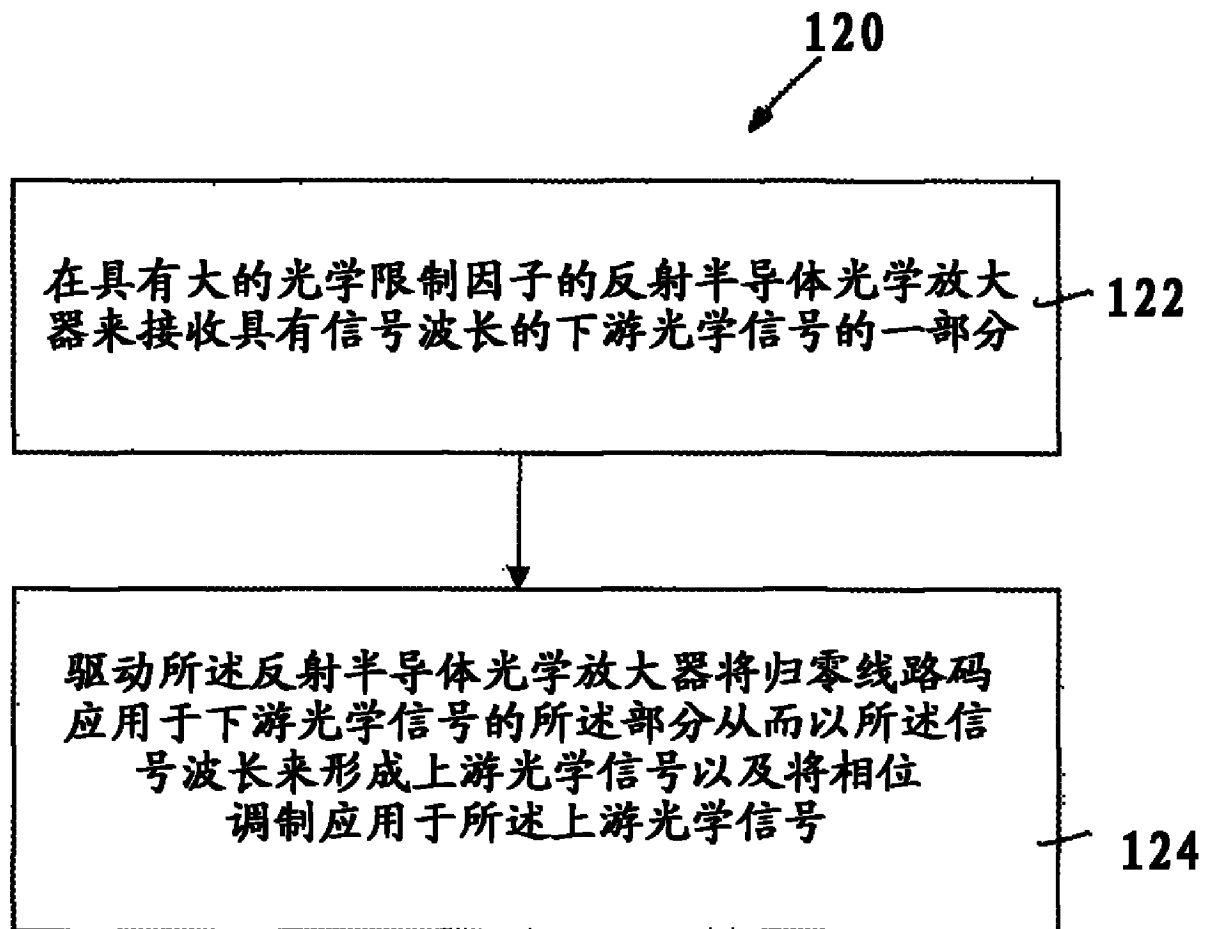 120
在具有大的光学限制因子的反射半导体光学放大
器来接收具有信号波长的下游光学信号的一部分
122
驱动所述反射半导体光学放大器将归零线路码
应用于下游光学信号的所述部分从而以所述信
号波长来形成上游光学信号以及将相位
调制应用于所述上游光学信号
124